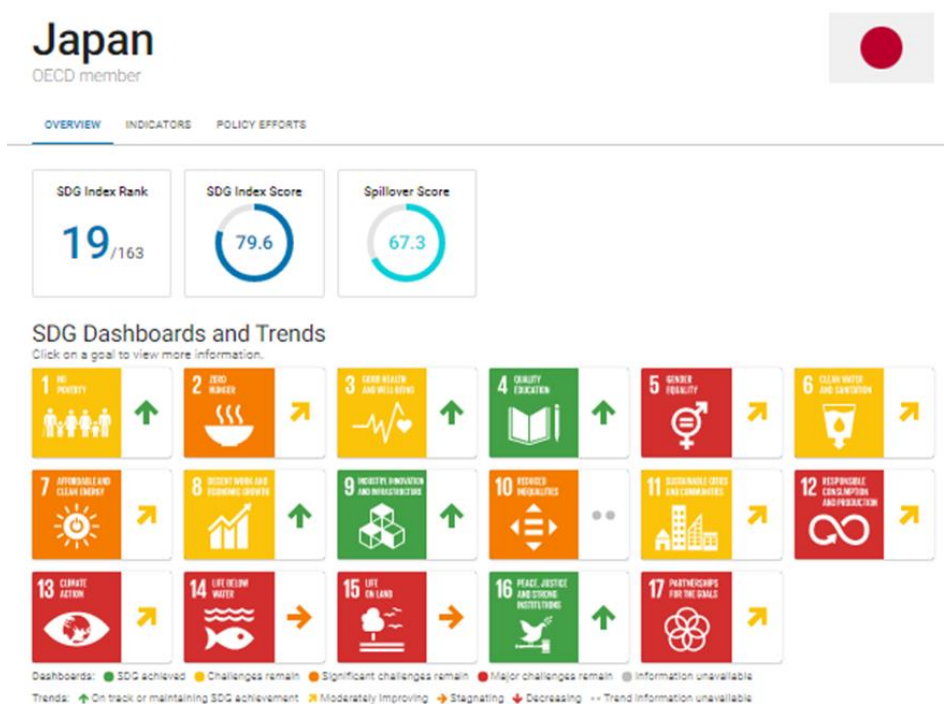 Japan
OECD member
OVERVIEW INDICATORS POLICY EFFORTS
SDG Index Rank
19/163
SDG Index Score
79.6
Spillover Score
67.3
SDG Dashboards and Trends
Click on a goal to view more information.
1 NO
POVERTY
2 ZERO
HUNGER
3 GOOD HEALTH
AND WELL-BEING
4 QUALITY
EDUCATION
5 GENDER
EQUALITY
6 CLEAN WATER
AND SANITATION
7 AFFORDABLE AND
CLEAN ENERGY
8 DECENT WORK AND
ECONOMIC GROWTH
9 INDUSTRY, INNOVATION
AND INFRASTRUCTURE
10 REDUCED
INEQUALITIES
11 SUSTAINABLE CITIES
AND COMMUNITIES
12 RESPONSIBLE
CONSUMPTION
AND PRODUCTION
13 CLIMATE
ACTION
14 LIFE BELOW
WATER
15 LIFE
ON LAND
16 PEACE, JUSTICE
AND STRONG
INSTITUTIONS
17 PARTNERSHIPS
FOR THE GOALS
Dashboards: SDG achieved Challenges remain Significant challenges remain Major challenges remain Information unavailable
Trends: On track or maintaining SDG achievement Moderately improving Stagnating Decreasing Trend information unavailable